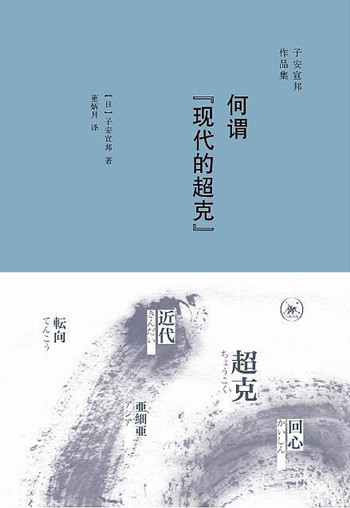 子安宣邦
作品集
何谓
『现代的超克』
【日】子安宣邦 著
董炳月 译
近代
きんだい
転向
てんこう
超克
ちょうこく
亜細亜
アジア
回心
かいしん